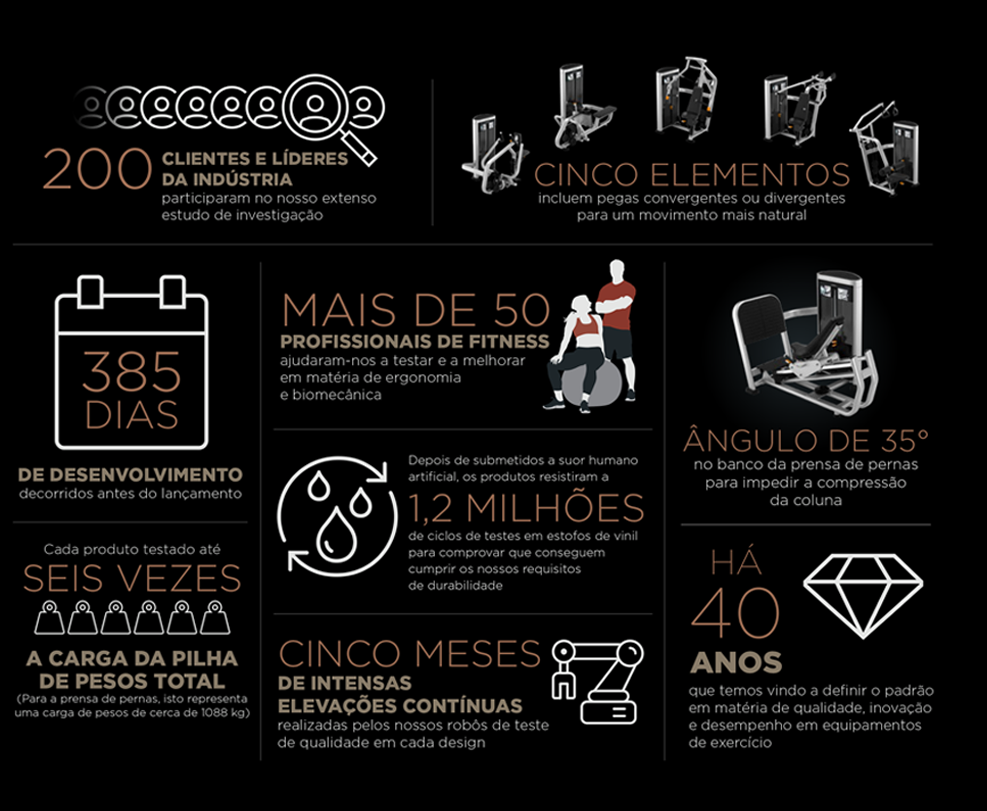 200
CLIENTES E LÍDERES
DA INDÚSTRIA
participaram no nosso extenso
estudo de investigação
CINCO ELEMENTOS
incluem pegas convergentes ou divergentes
para um movimento mais natural
385
DIAS
DE DESENVOLVIMENTO
decorridos antes do lançamento
MAIS DE 50
PROFISSIONAIS DE FITNESS
ajudaram-nos a testar e a melhorar
em matéria de ergonomia
e biomecânica
ÂNGULO DE 35°
no banco da prensa de pernas
para impedir a compressão
da coluna
Depois de submetidos a suor humano
artificial, os produtos resistiram a
1,2 MILHÕES
de ciclos de testes em estofos de vinil
para comprovar que conseguem
cumprir os nossos requisitos
de durabilidade
Cada produto testado até
SEIS VEZES
A CARGA DA PILHA
DE PESOS TOTAL
(Para a prensa de pernas, isto representa
uma carga de pesos de cerca de 1088 kg)
CINCO MESES
DE INTENSAS
ELEVAÇÕES CONTÍNUAS
realizadas pelos nossos robôs de teste
de qualidade em cada design
HÁ
40
ANOS
que temos vindo a definir o padrão
em matéria de qualidade, inovação
e desempenho em equipamentos
de exercício